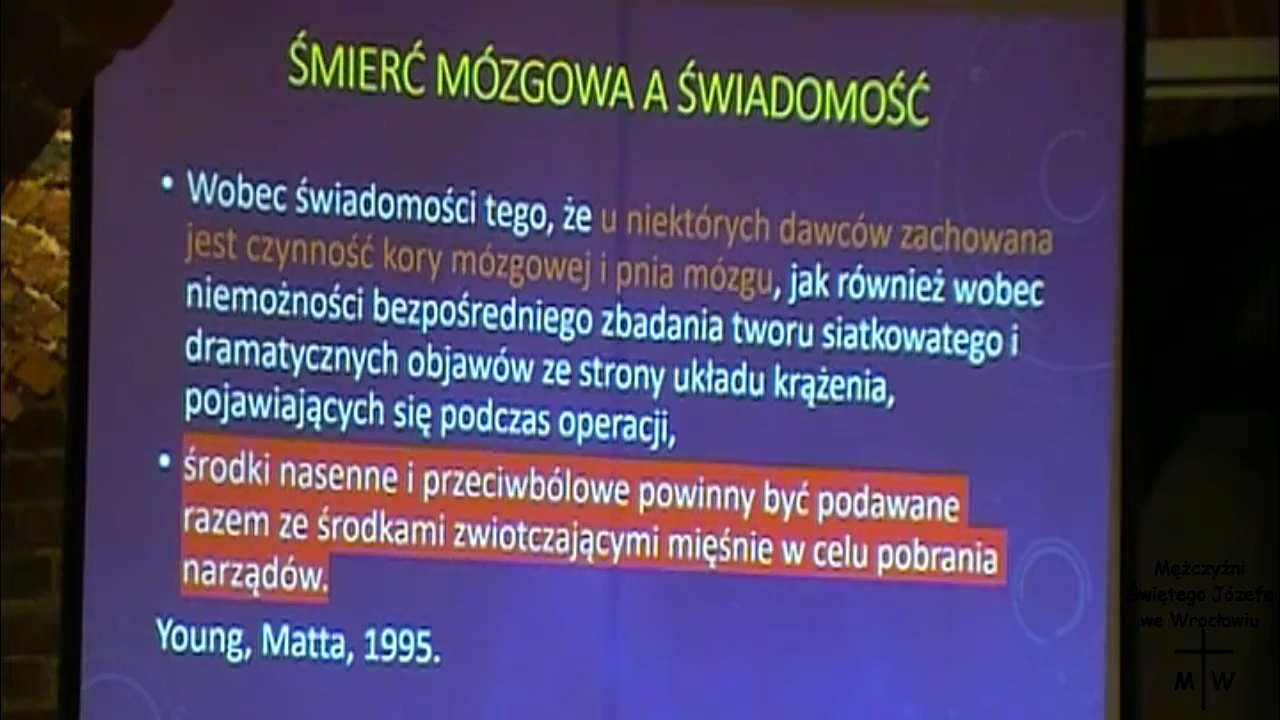 ŚMIERĆ MÓZGOWA A ŚWIADOMOŚĆ
• Wobec świadomości tego, że u niektórych dawców zachowana
jest czynność kory mózgowej i pnia mózgu, jak również wobec
niemożności bezpośredniego zbadania tworu siatkowatego i
dramatycznych objawów ze strony układu krążenia,
pojawiających się podczas operacji,
• środki nasenne i przeciwbólowe powinny być podawane
razem ze środkami zwiotczającymi mięśnie w celu pobrania
narządów.
Young, Matta, 1995.
Mężczyźni
Świętego Józefa
we Wrocławiu
M W